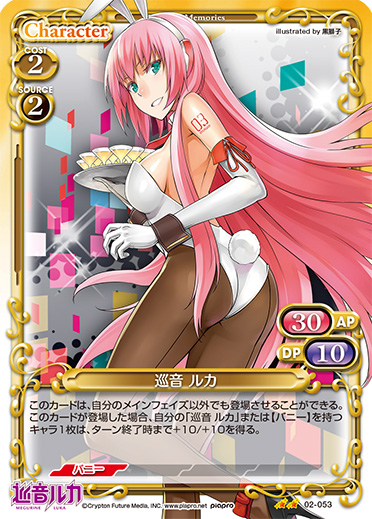 Memories
Character
illustrated by 黒獅子
COST
2
SOURCE
2
03
30 AP
DP 10
巡音 ルカ
このカードは、自分のメインフェイズ以外でも登場させることができる。
このカードが登場した場合、自分の「巡音 ルカ」または【バニー】を持つ
キャラ1枚は、ターン終了時まで+10/+10を得る。
バニー
巡音ルカ
MEGURINE LUKA
©Crypton Future Media, INC. www.piapro.net piapro
02-053